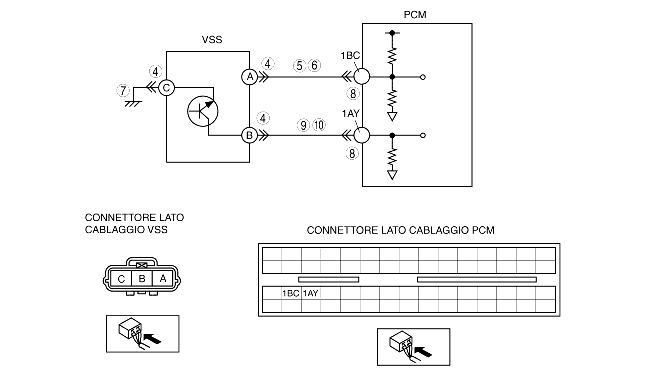 PCM
VSS
1BC
4 A 4 5 6
7 C 8
1AY
4 9 10
B
8
CONNETTORE LATO
CABLAGGIO VSS
CONNETTORE LATO CABLAGGIO PCM
C B A
1BC 1AY